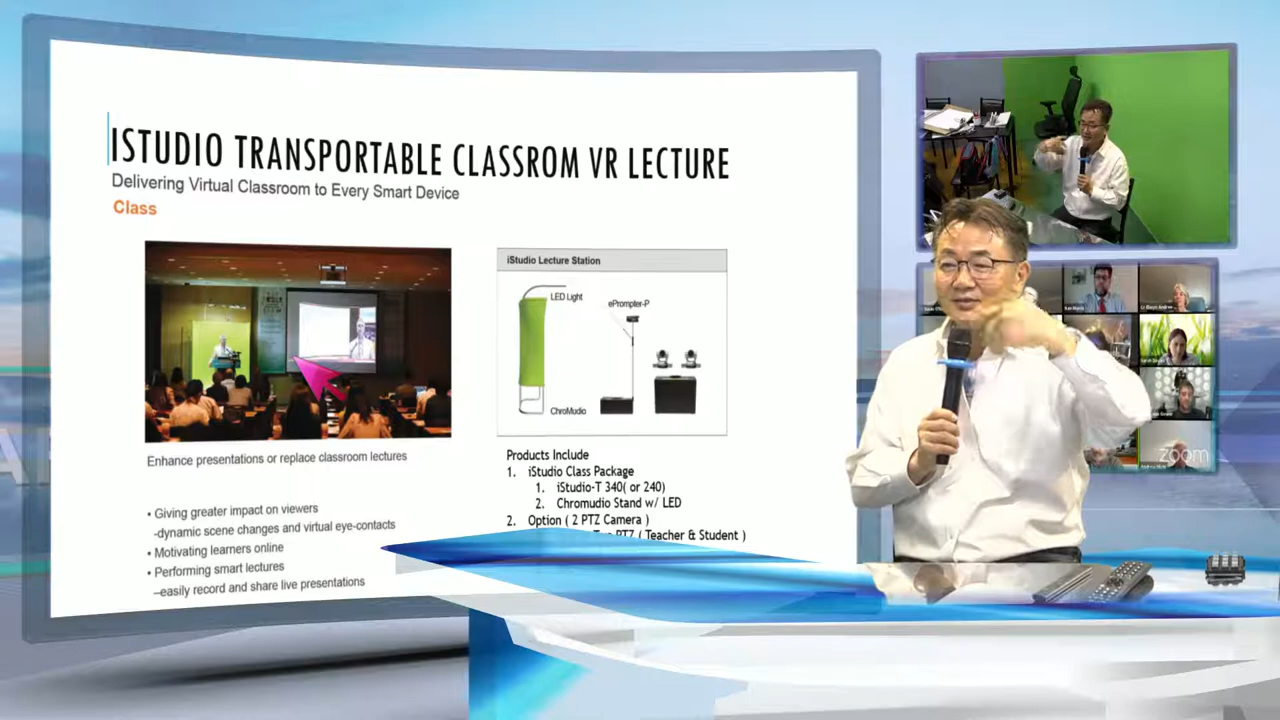 ISTUDIO TRANSPORTABLE CLASSROM VR LECTURE
Delivering Virtual Classroom to Every Smart Device
Class
iStudio Lecture Station
LED Light
ePrompter-P
ChroMudio
Enhance presentations or replace classroom lectures
• Giving greater impact on viewers
-dynamic scene changes and virtual eye-contacts
• Motivating learners online
• Performing smart lectures
–easily record and share live presentations
Products Include
1. iStudio Class Package
1. iStudio-T 340( or 240)
2. Chromudio Stand w/ LED
2. Option ( 2 PTZ Camera )
PTZ ( Teacher & Student )
zoom